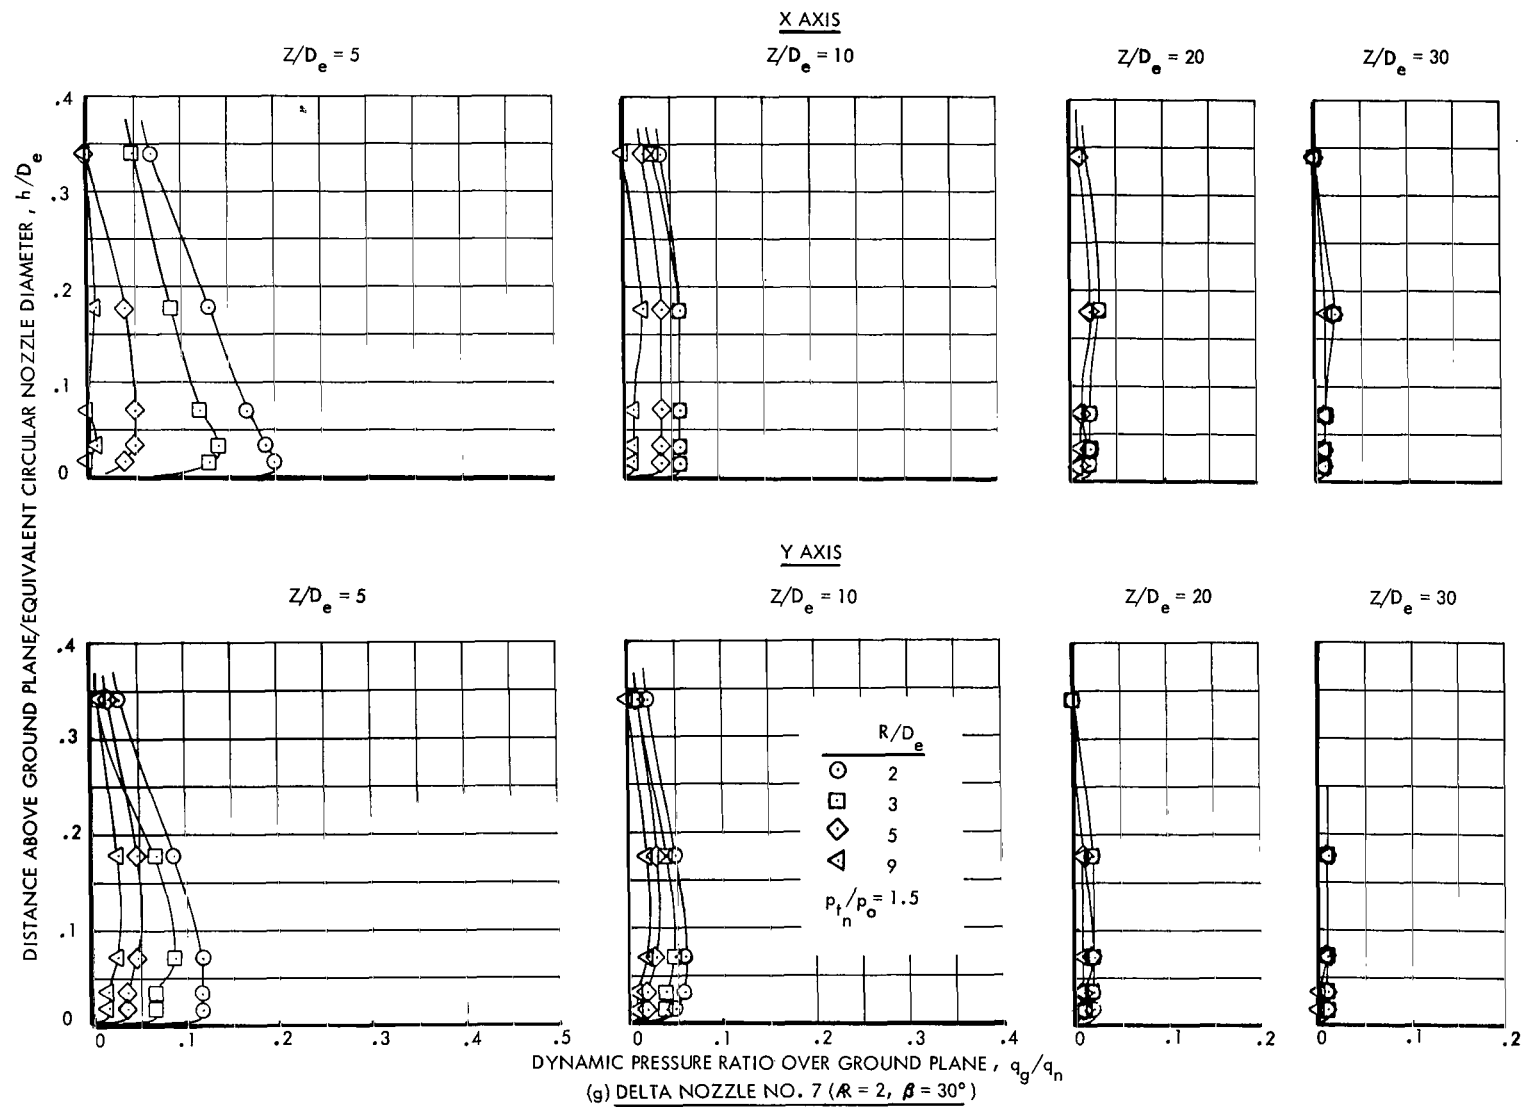 X AXIS
Z/De = 5
Z/De = 10
Z/De = 20
Z/De = 30
.4
.3
.2
.1
0
DISTANCE ABOVE GROUND PLANE/EQUIVALENT CIRCULAR NOZZLE DIAMETER, h/De
Y AXIS
Z/De = 5
Z/De = 10
Z/De = 20
Z/De = 30
.4
.3
.2
.1
0
R/De
2
3
5
9
ptn/po = 1.5
0 .1 .2 .3 .4 .5
0 .1 .2 .3 .4
0 .1 .2
0 .1 .2
DYNAMIC PRESSURE RATIO OVER GROUND PLANE, qg/qn
(g) DELTA NOZZLE NO. 7 (AR = 2, β = 30°)